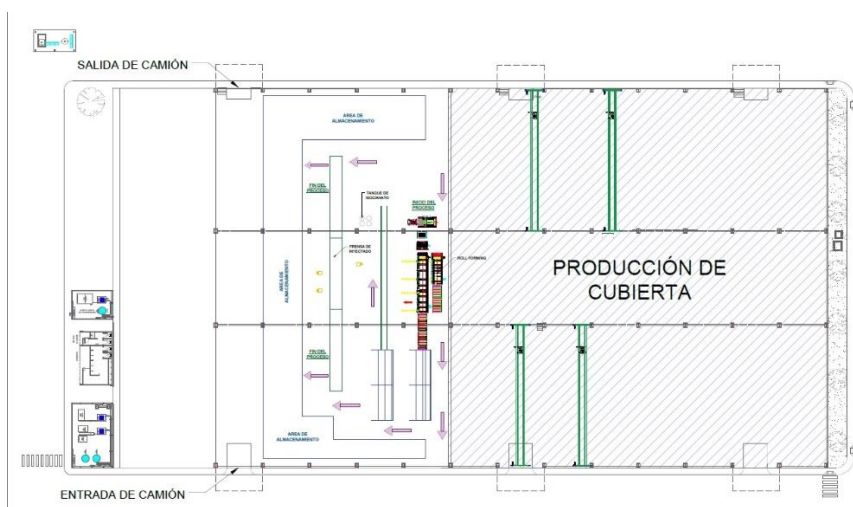 SALIDA DE CAMIÓN
AREA DE
ALMACENAMIENTO
FIN DEL
PROCESO
TANQUE DE
ISOCIANATO
INICIO DEL
PROCESO
PRENSA DE
INYECTADO
ROLL FORMING
AREA DE
ALMACENAMIENTO
PRODUCCIÓN DE
CUBIERTA
FIN DEL
PROCESO
AREA DE
ALMACENAMIENTO
ENTRADA DE CAMIÓN